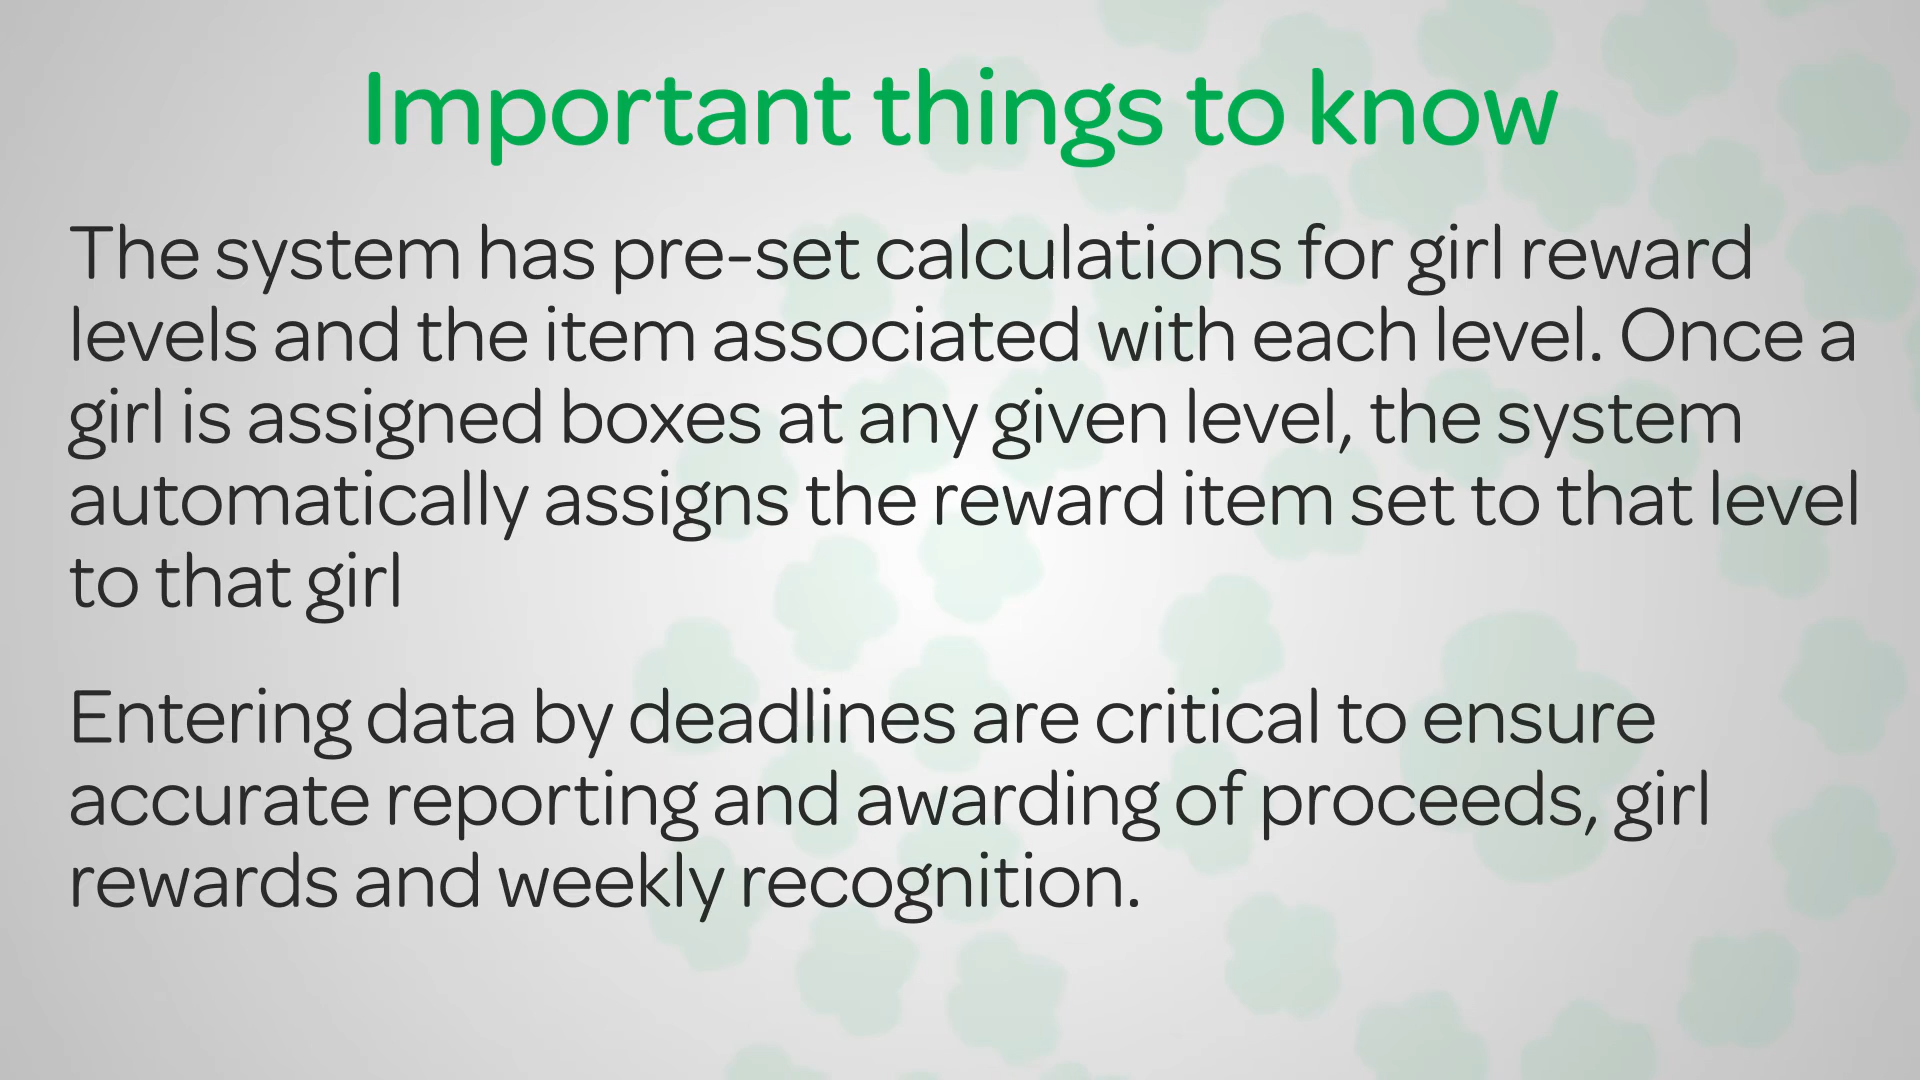 Important things to know
The system has pre-set calculations for girl reward
levels and the item associated with each level. Once a
girl is assigned boxes at any given level, the system
automatically assigns the reward item set to that level
to that girl
Entering data by deadlines are critical to ensure
accurate reporting and awarding of proceeds, girl
rewards and weekly recognition.